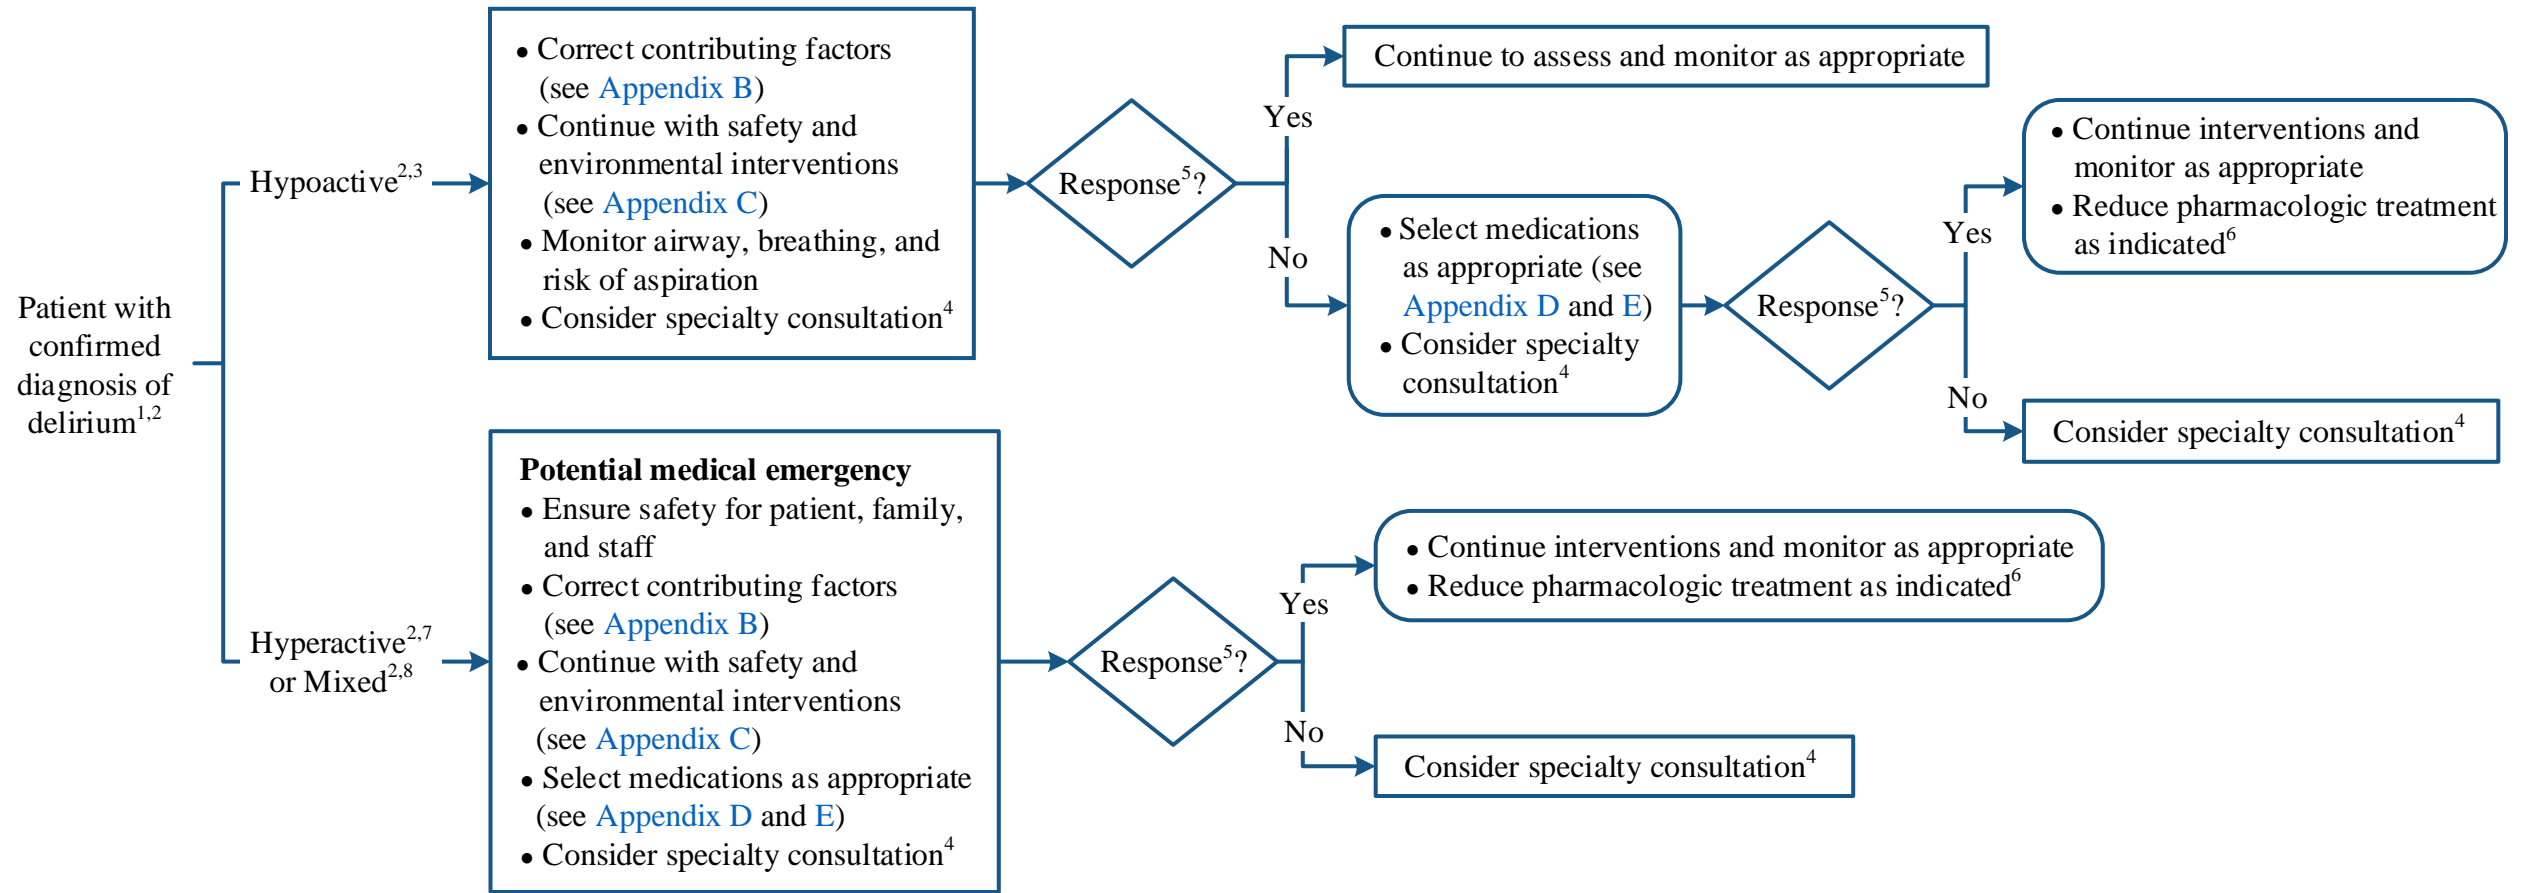 Patient with
confirmed
diagnosis of
delirium1,2
Hypoactive2,3
• Correct contributing factors
(see Appendix B)
• Continue with safety and
environmental interventions
(see Appendix C)
• Monitor airway, breathing, and
risk of aspiration
• Consider specialty consultation4
Response5?
Yes
Continue to assess and monitor as appropriate
No
• Select medications
as appropriate (see
Appendix D and E)
• Consider specialty
consultation4
Response5?
Yes
• Continue interventions and
monitor as appropriate
• Reduce pharmacologic treatment
as indicated6
No
Consider specialty consultation4
Hyperactive2,7
or Mixed2,8
Potential medical emergency
• Ensure safety for patient, family,
and staff
• Correct contributing factors
(see Appendix B)
• Continue with safety and
environmental interventions
(see Appendix C)
• Select medications as appropriate
(see Appendix D and E)
• Consider specialty consultation4
Response5?
Yes
• Continue interventions and monitor as appropriate
• Reduce pharmacologic treatment as indicated6
No
Consider specialty consultation4